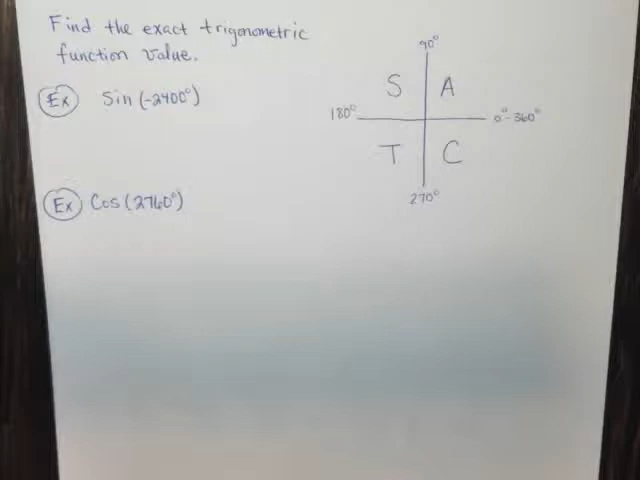 Find the exact trigonometric
function value.
Ex Sin (-2400°)
Ex Cos (2760°)
90°
S A
180° 0°-360°
T C
270°